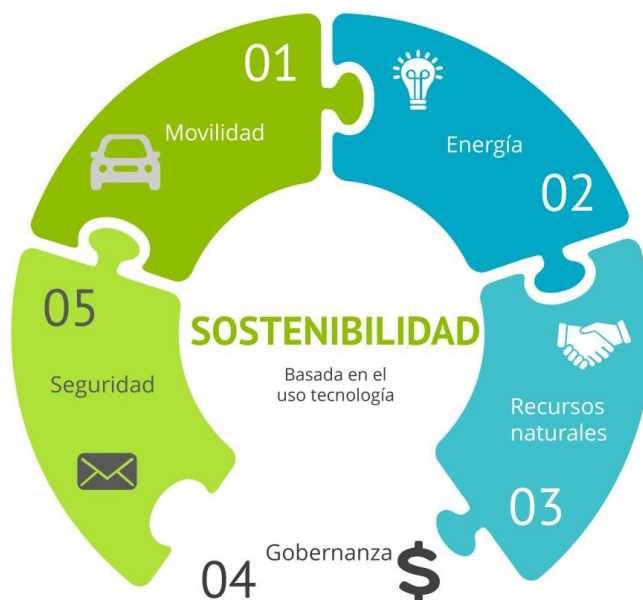 01
Movilidad
Energía
02
05
SOSTENIBILIDAD
Basada en el
uso tecnología
Seguridad
Recursos
naturales
03
Gobernanza
$
04